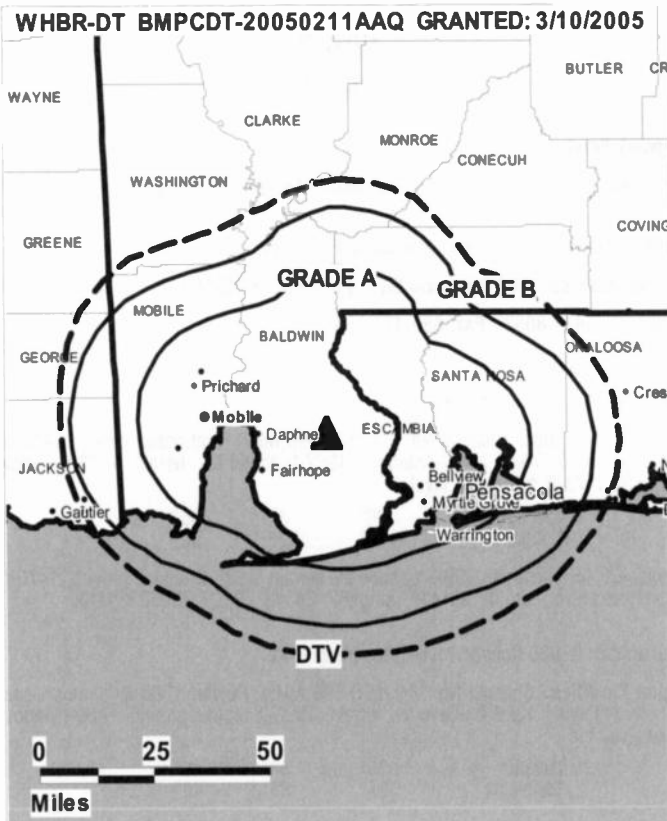 WHBR-DT BMPCDT-20050211AAQ GRANTED: 3/10/2005
BUTLER
WAYNE
CLARKE
MONROE
CONECUH
WASHINGTON
COVING
GREENE
GRADE A
GRADE B
MOBILE
BALDWIN
OKALOOSA
GEORGE
SANTA ROSA
Prichard
Cres
Mobile
ESCAMBIA
Daphne
JACKSON
Fairhope
Bellview
Pensacola
Gautier
Myrtle Grove
Warrington
DTV
0 25 50
Miles